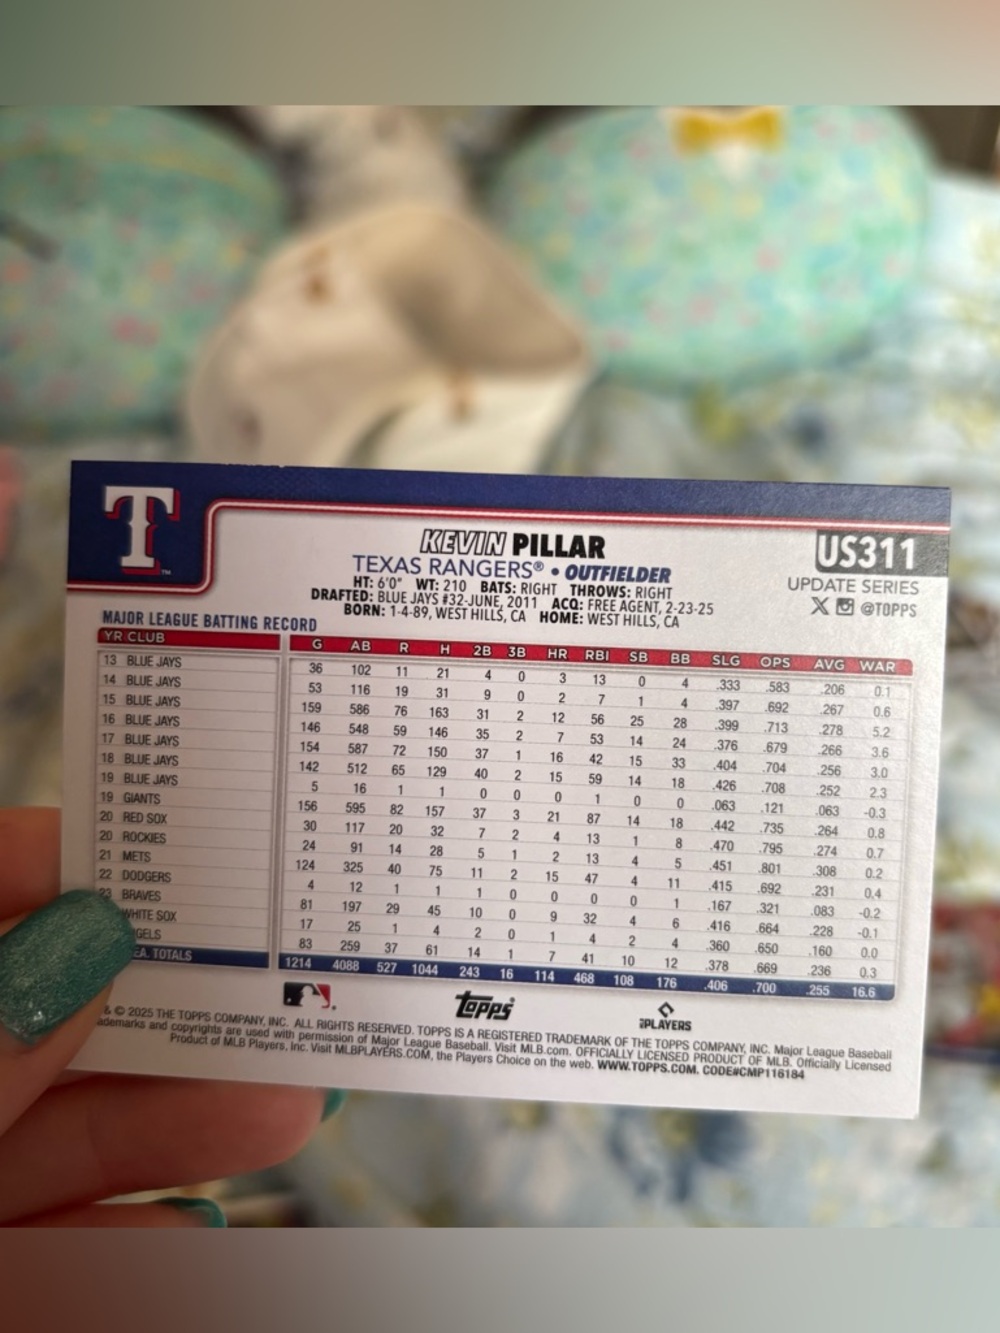 T
TM
KEVIN PILLAR
TEXAS RANGERS® • OUTFIELDER
US311
UPDATE SERIES
@TOPPS
HT: 6'0" WT: 210 BATS: RIGHT THROWS: RIGHT
DRAFTED: BLUE JAYS #32-JUNE, 2011 ACQ: FREE AGENT, 2-23-25
BORN: 1-4-89, WEST HILLS, CA HOME: WEST HILLS, CA
MAJOR LEAGUE BATTING RECORD
YR CLUB G AB R H 2B 3B HR RBI SB BB SLG OPS AVG WAR
13 BLUE JAYS 36 102 11 21 4 0 3 13 0 4 .333 .583 .206 0.1
14 BLUE JAYS 53 116 19 31 9 0 2 7 1 4 .397 .692 .267 0.6
15 BLUE JAYS 159 586 76 163 31 2 12 56 25 28 .399 .713 .278 5.2
16 BLUE JAYS 146 548 59 146 35 2 7 53 14 24 .376 .679 .266 3.6
17 BLUE JAYS 154 587 72 150 37 1 16 42 15 33 .404 .704 .256 3.0
18 BLUE JAYS 142 512 65 129 40 2 15 59 14 18 .426 .708 .252 2.3
19 BLUE JAYS 5 16 1 1 0 0 0 1 0 0 .063 .121 .063 -0.3
19 GIANTS 156 595 82 157 37 3 21 87 14 18 .442 .735 .264 0.8
20 RED SOX 30 117 20 32 7 2 4 13 1 8 .470 .795 .274 0.7
20 ROCKIES 24 91 14 28 5 1 2 13 4 5 .451 .801 .308 0.2
21 METS 124 325 40 75 11 2 15 47 4 11 .415 .692 .231 0.4
22 DODGERS 4 12 1 1 1 0 0 0 0 1 .167 .321 .083 -0.2
23 BRAVES 81 197 29 45 10 0 9 32 4 6 .416 .664 .228 -0.1
WHITE SOX 17 25 1 4 2 0 1 4 2 4 .360 .650 .160 0.0
GELS 83 259 37 61 14 1 7 41 10 12 .378 .669 .236 0.3
EA. TOTALS 1214 4088 527 1044 243 16 114 468 108 176 .406 .700 .255 16.6
topps
PLAYERS
& © 2025 THE TOPPS COMPANY, INC. ALL RIGHTS RESERVED. TOPPS IS A REGISTERED TRADEMARK OF THE TOPPS COMPANY, INC. Major League Baseball
ademarks and copyrights are used with permission of Major League Baseball. Visit MLB.com. OFFICIALLY LICENSED PRODUCT OF MLB. Officially Licensed
Product of MLB Players, Inc. Visit MLBPLAYERS.COM, the Players Choice on the web. WWW.TOPPS.COM. CODE#CMP116184